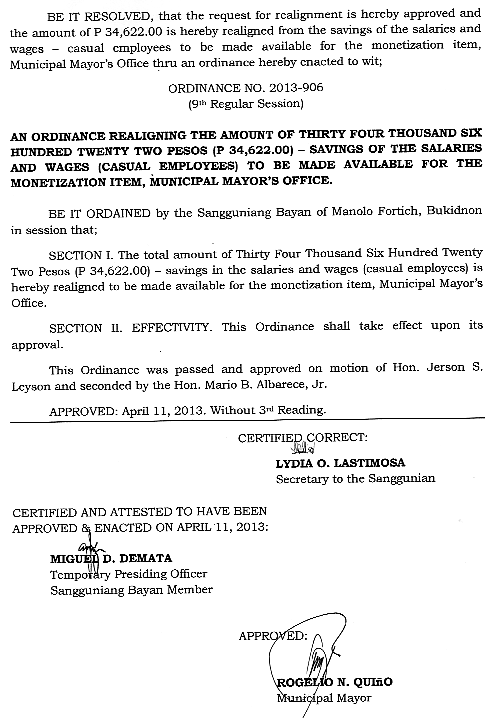 BE IT RESOLVED, that the request for realignment is hereby approved and
the amount of P 34,622.00 is hereby realigned from the savings of the salaries and
wages – casual employees to be made available for the monetization item,
Municipal Mayor's Office thru an ordinance hereby enacted to wit;
ORDINANCE NO. 2013-906
(9th Regular Session)
AN ORDINANCE REALIGNING THE AMOUNT OF THIRTY FOUR THOUSAND SIX
HUNDRED TWENTY TWO PESOS (P 34,622.00) – SAVINGS OF THE SALARIES
AND WAGES (CASUAL EMPLOYEES) TO BE MADE AVAILABLE FOR THE
MONETIZATION ITEM, MUNICIPAL MAYOR'S OFFICE.
BE IT ORDAINED by the Sangguniang Bayan of Manolo Fortich, Bukidnon
in session that;
SECTION I. The total amount of Thirty Four Thousand Six Hundred Twenty
Two Pesos (P 34,622.00) – savings in the salaries and wages (casual employees) is
hereby realigned to be made available for the monetization item, Municipal Mayor's
Office.
SECTION II. EFFECTIVITY. This Ordinance shall take effect upon its
approval.
This Ordinance was passed and approved on motion of Hon. Jerson S.
Leyson and seconded by the Hon. Mario B. Albarece, Jr.
APPROVED: April 11, 2013. Without 3rd Reading.
CERTIFIED CORRECT:
LYDIA O. LASTIMOSA
Secretary to the Sanggunian
CERTIFIED AND ATTESTED TO HAVE BEEN
APPROVED & ENACTED ON APRIL 11, 2013:
MIGUEL D. DEMATA
Temporary Presiding Officer
Sangguniang Bayan Member
APPROVED:
ROGELIO N. QUIñO
Municipal Mayor